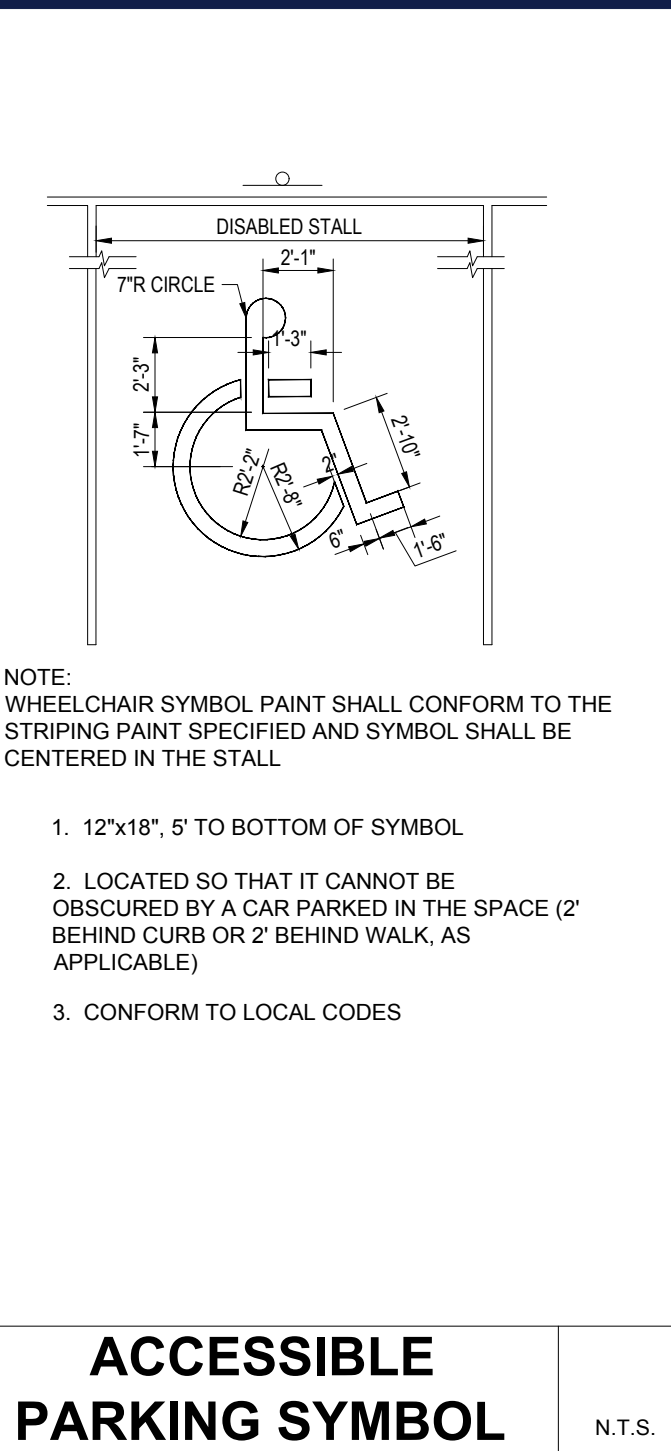 DISABLED STALL
2'-1"
7"R CIRCLE
1'-3"
2'-3"
1'-7"
2'-10"
R2'-2"
R2'-8"
2"
6"
1'-6"
NOTE:
WHEELCHAIR SYMBOL PAINT SHALL CONFORM TO THE
STRIPING PAINT SPECIFIED AND SYMBOL SHALL BE
CENTERED IN THE STALL
1. 12"x18", 5' TO BOTTOM OF SYMBOL
2. LOCATED SO THAT IT CANNOT BE
OBSCURED BY A CAR PARKED IN THE SPACE (2'
BEHIND CURB OR 2' BEHIND WALK, AS
APPLICABLE)
3. CONFORM TO LOCAL CODES
ACCESSIBLE
PARKING SYMBOL
N.T.S.